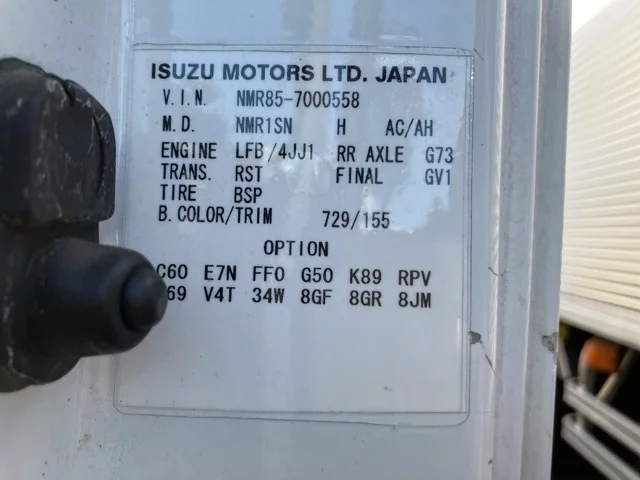 ISUZU MOTORS LTD. JAPAN
V.I.N. NMR85-7000558
M.D. NMR1SN H AC/AH
ENGINE LFB/4JJ1 RR AXLE G73
TRANS. RST FINAL GV1
TIRE BSP
B.COLOR/TRIM 729/155
OPTION
C60 E7N FF0 G50 K89 RPV
69 V4T 34W 8GF 8GR 8JM